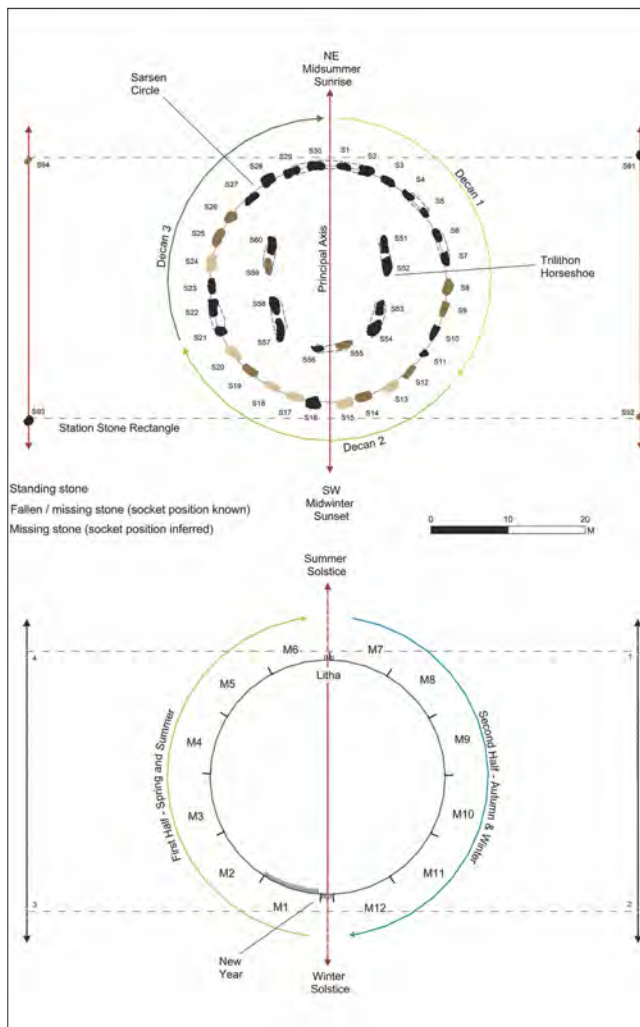 NE
Midsummer
Sunrise
Sarsen
Circle
S94
S91
S30
S1
S29
S2
S28
S3
S27
S4
S26
S5
S25
S6
S24
S7
S23
S8
S22
S9
S21
S10
S20
S11
S19
S12
S18
S13
S17
S14
S16
S15
Decan 1
Decan 3
Decan 2
S60
S59
S58
S57
S56
S55
S51
S52
S53
S54
Principal Axis
Trilithon
Horseshoe
S93
S92
Station Stone Rectangle
Standing stone
Fallen / missing stone (socket position known)
Missing stone (socket position inferred)
SW
Midwinter
Sunset
0 10 20
M
Summer
Solstice
4
1
M6
M7
Litha
M5
M8
M4
M9
M3
M10
M2
M11
M1
M12
First Half - Spring and Summer
Second Half - Autumn & Winter
3
2
New
Year
Winter
Solstice